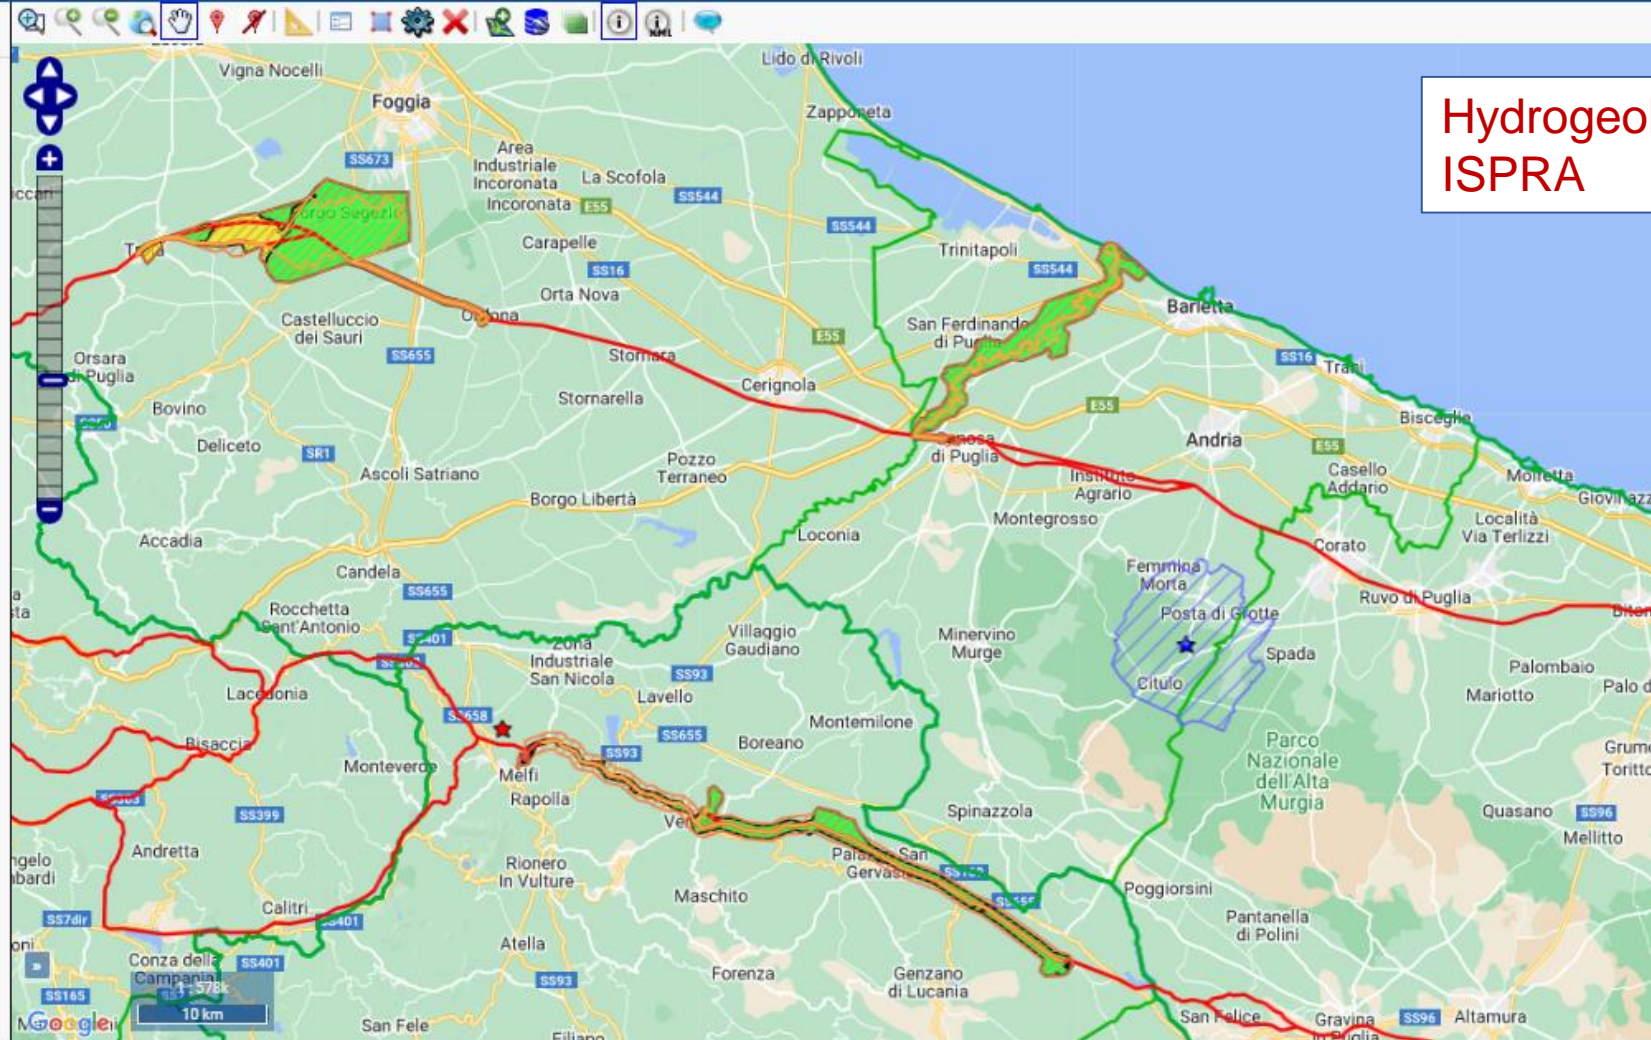 Vigna Nocelli
Lido di Rivoli
Foggia
Zapponeta
Hydrogeo
ISPRA
SS673
Area
Industriale
Incoronata
Incoronata
La Scofola
E55
SS544
SS544
Carapelle
Trinitapoli
SS16
SS544
Orta Nova
Barletta
Castelluccio
dei Sauri
San Ferdinando
di Puglia
E55
SS655
Orsara
di Puglia
Stornara
SS16
Trani
Cerignola
Stornarella
E55
Bovino
Bisceglie
Deliceto
SR1
Andria
E55
di Puglia
Pozzo
Terraneo
Ascoli Satriano
Instituto
Agrario
Casello
Addario
Molfetta
Borgo Libertà
Montegrosso
Località
Via Terlizzi
Accadia
Loconia
Corato
Candela
Femmina
Morta
SS655
Ruvo di Puglia
Rocchetta
Sant'Antonio
Posta di Grotte
SS401
Villaggio
Gaudiano
Minervino
Murge
Zona
Industriale
San Nicola
Spada
Palombaio
SS93
Citulo
Lacedonia
Lavello
Mariotto
SS658
Montemilone
Bisaccia
SS655
Boreano
SS93
Parco
Nazionale
dell'Alta
Murgia
Monteverde
Melfi
Rapolla
Spinazzola
Quasano
SS96
SS399
Mellitto
Andretta
Rionero
In Vulture
Palazzo San
Poggiorsini
Maschito
Calitri
SS7dir
SS401
Pantanella
di Polini
Atella
Conza della
Campania
SS401
SS93
Forenza
Genzano
di Lucania
1 : 578k
SS165
10 km
Google
San Fele
San Felice
Gravina
in Puglia
SS96
Altamura